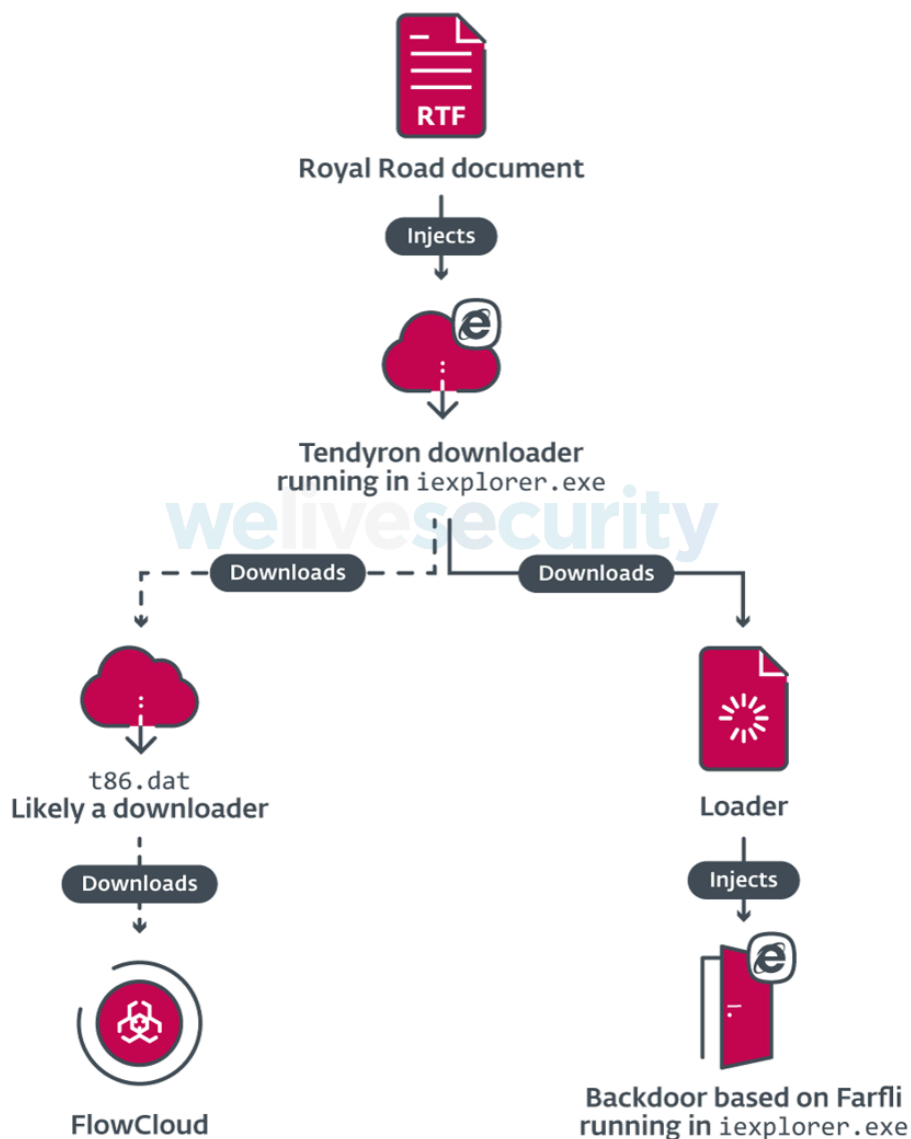 RTF
Royal Road document
Injects
Tendyron downloader
running in iexplorer.exe
welivesecurity
Downloads
Downloads
t86.dat
Likely a downloader
Loader
Downloads
Injects
FlowCloud
Backdoor based on Farfli
running in iexplorer.exe